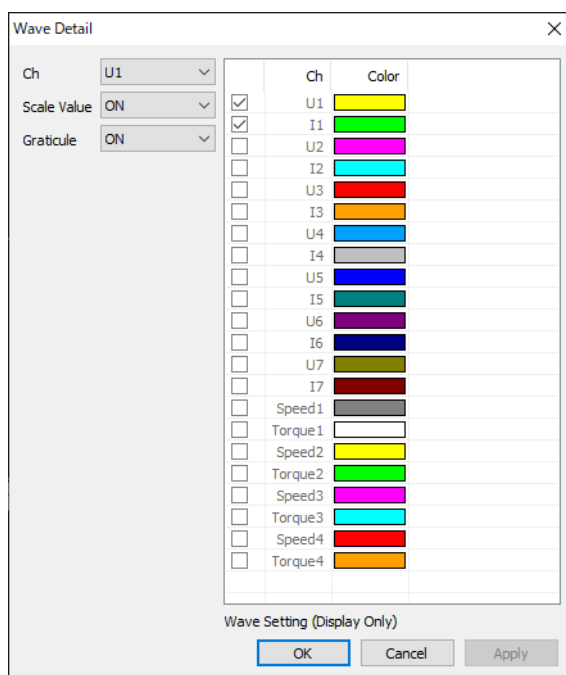 Wave Detail
Ch U1
Scale Value ON
Graticule ON
Ch Color
U1
I1
U2
I2
U3
I3
U4
I4
U5
I5
U6
I6
U7
I7
Speed1
Torque1
Speed2
Torque2
Speed3
Torque3
Speed4
Torque4
Wave Setting (Display Only)
OK Cancel Apply